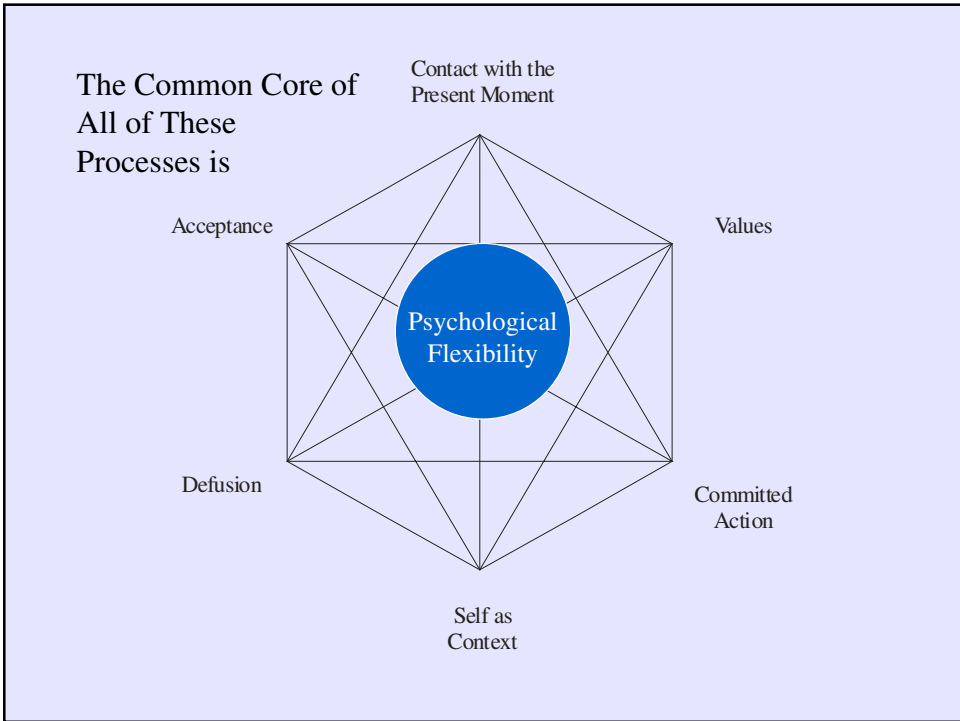 The Common Core of
All of These
Processes is
Contact with the
Present Moment
Acceptance
Values
Psychological
Flexibility
Defusion
Committed
Action
Self as
Context